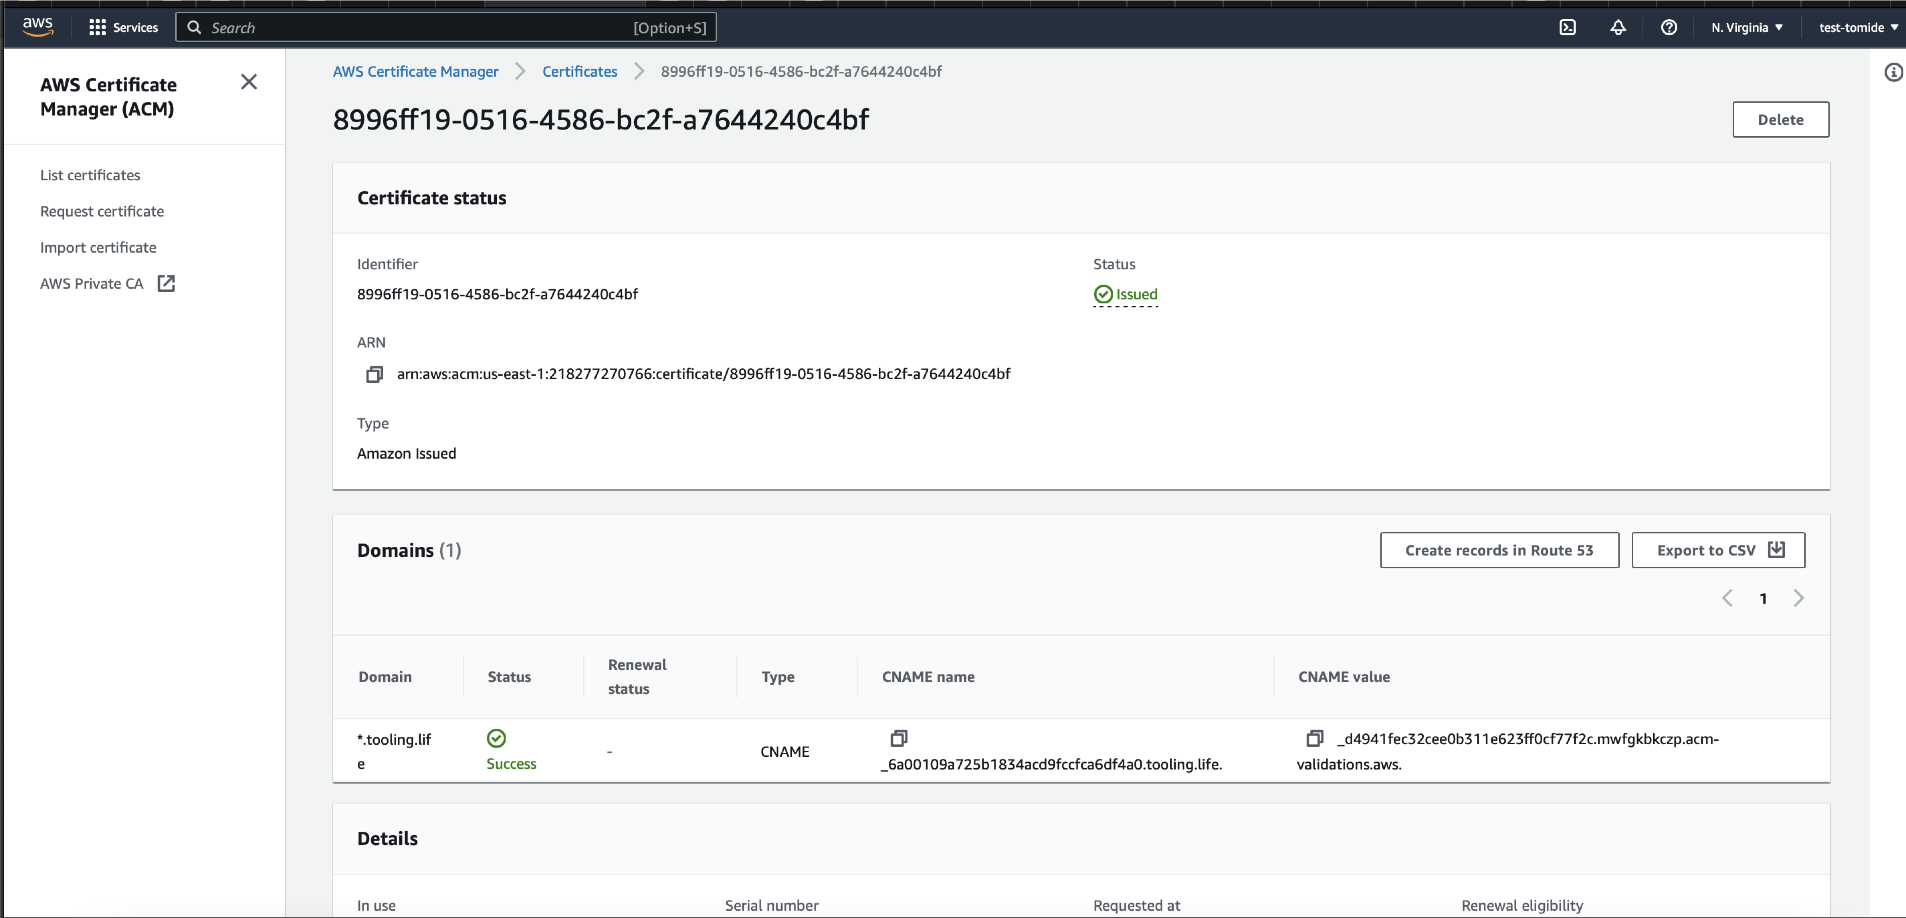 aws
Services
Search
[Option+S]
N. Virginia
test-tomide
AWS Certificate
Manager (ACM)
List certificates
Request certificate
Import certificate
AWS Private CA
AWS Certificate Manager
Certificates
8996ff19-0516-4586-bc2f-a7644240c4bf
8996ff19-0516-4586-bc2f-a7644240c4bf
Delete
Certificate status
Identifier
8996ff19-0516-4586-bc2f-a7644240c4bf
Status
Issued
ARN
arn:aws:acm:us-east-1:218277270766:certificate/8996ff19-0516-4586-bc2f-a7644240c4bf
Type
Amazon Issued
Domains (1)
Create records in Route 53
Export to CSV
1
Domain
Status
Renewal
status
Type
CNAME name
CNAME value
*.tooling.lif
e
Success
-
CNAME
_6a00109a725b1834acd9fccfca6df4a0.tooling.life.
_d4941fec32cee0b311e623ff0cf77f2c.mwfgkbkczp.acm-
validations.aws.
Details
In use
Serial number
Requested at
Renewal eligibility